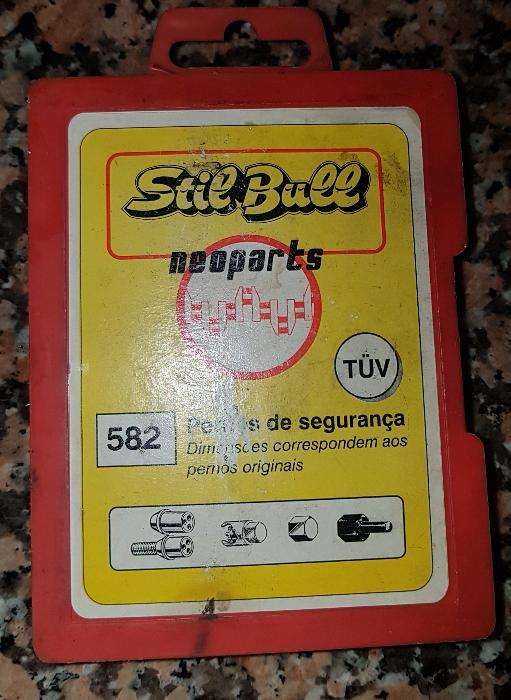 Stil Bull
neoparts
TÜV
582
Pernos de segurança
Dimensões correspondem aos
pernos originais